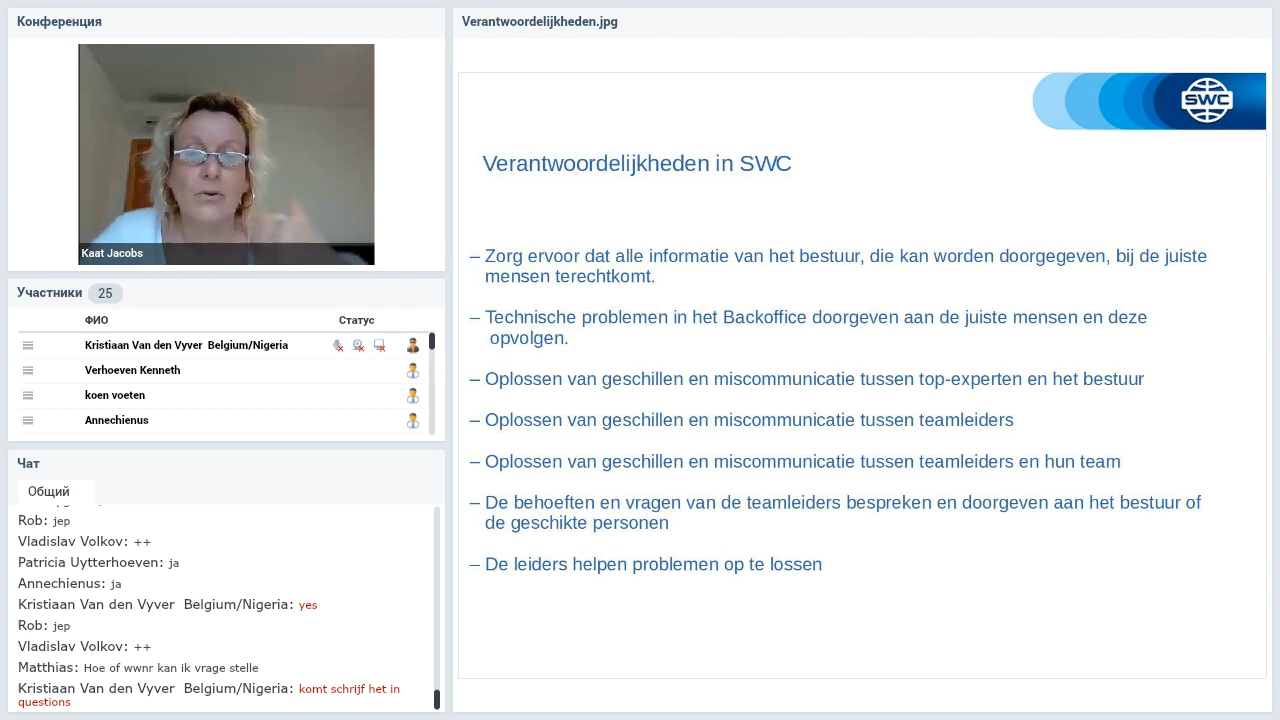 Конференция
Kaat Jacobs
Участники 25
ФИО Статус
Kristiaan Van den Vyver Belgium/Nigeria
Verhoeven Kenneth
koen voeten
Annechienus
Чат
Общий
Rob: jep
Vladislav Volkov: ++
Patricia Uytterhoeven: ja
Annechienus: ja
Kristiaan Van den Vyver Belgium/Nigeria: yes
Rob: jep
Vladislav Volkov: ++
Matthias: Hoe of wwnr kan ik vrage stelle
Kristiaan Van den Vyver Belgium/Nigeria: komt schrijf het in
questions
Verantwoordelijkheden.jpg
SWC
Verantwoordelijkheden in SWC
– Zorg ervoor dat alle informatie van het bestuur, die kan worden doorgegeven, bij de juiste
mensen terechtkomt.
– Technische problemen in het Backoffice doorgeven aan de juiste mensen en deze
opvolgen.
– Oplossen van geschillen en miscommunicatie tussen top-experten en het bestuur
– Oplossen van geschillen en miscommunicatie tussen teamleiders
– Oplossen van geschillen en miscommunicatie tussen teamleiders en hun team
– De behoeften en vragen van de teamleiders bespreken en doorgeven aan het bestuur of
de geschikte personen
– De leiders helpen problemen op te lossen